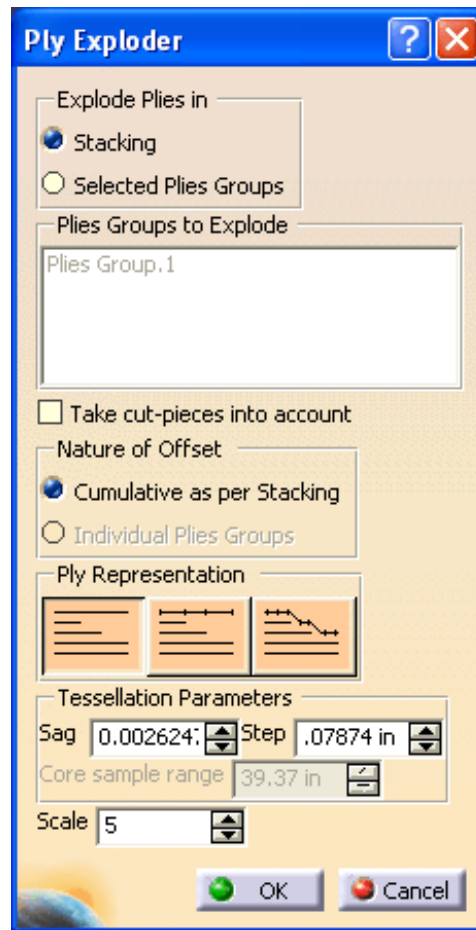 Ply Exploder
Explode Plies in
Stacking
Selected Plies Groups
Plies Groups to Explode
Plies Group.1
Take cut-pieces into account
Nature of Offset
Cumulative as per Stacking
Individual Plies Groups
Ply Representation
Tessellation Parameters
Sag 0.002624 Step .07874 in
Core sample range 39.37 in
Scale 5
OK Cancel